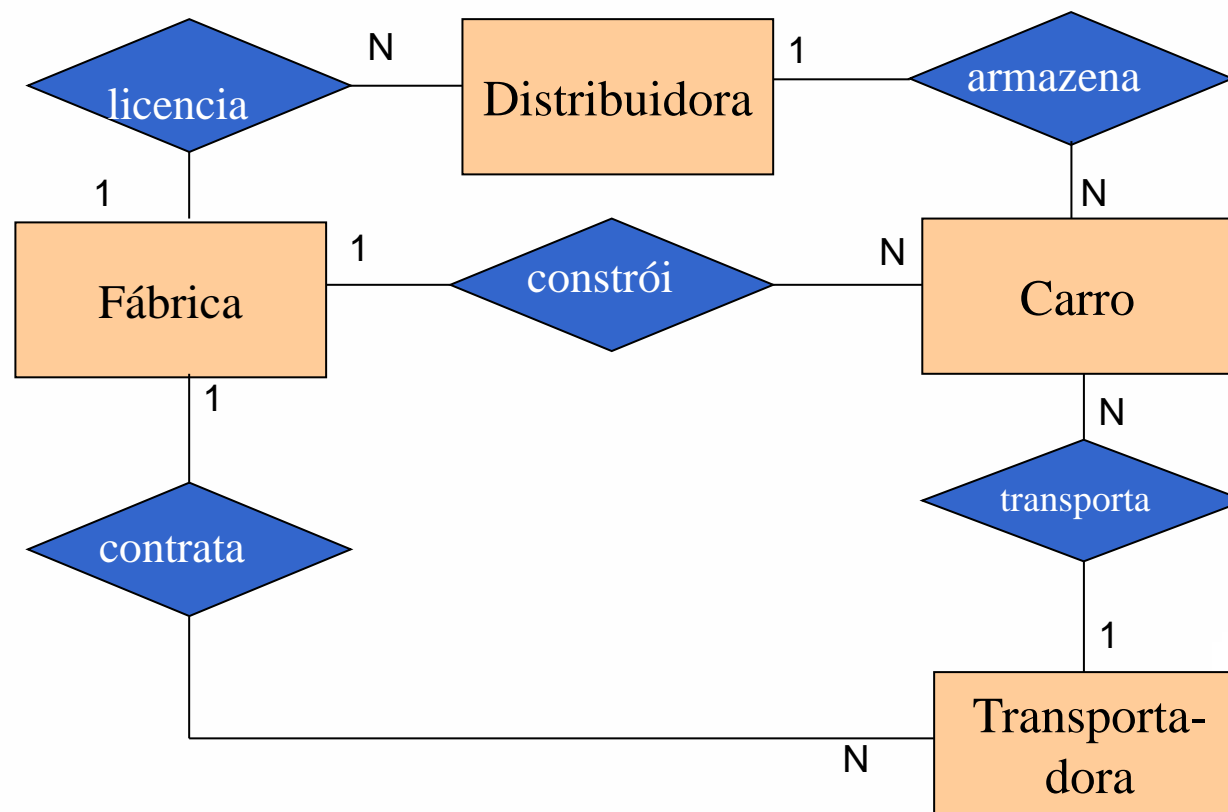 N
1
armazena
Distribuidora
licencia
1
N
1
N
constrói
Fábrica
Carro
1
N
transporta
contrata
1
Transporta-
dora
N